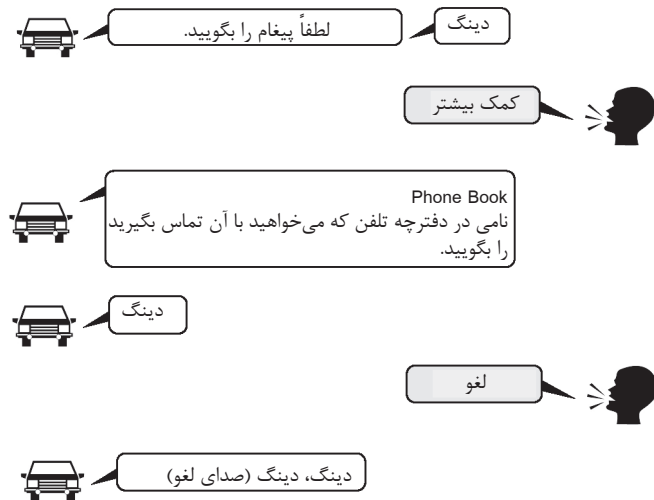 لطفاً پیغام را بگویید.
دینگ
کمک بیشتر
Phone Book
نامی در دفترچه تلفن که می‌خواهید با آن تماس بگیرید
را بگویید.
دینگ
لغو
دینگ، دینگ (صدای لغو)